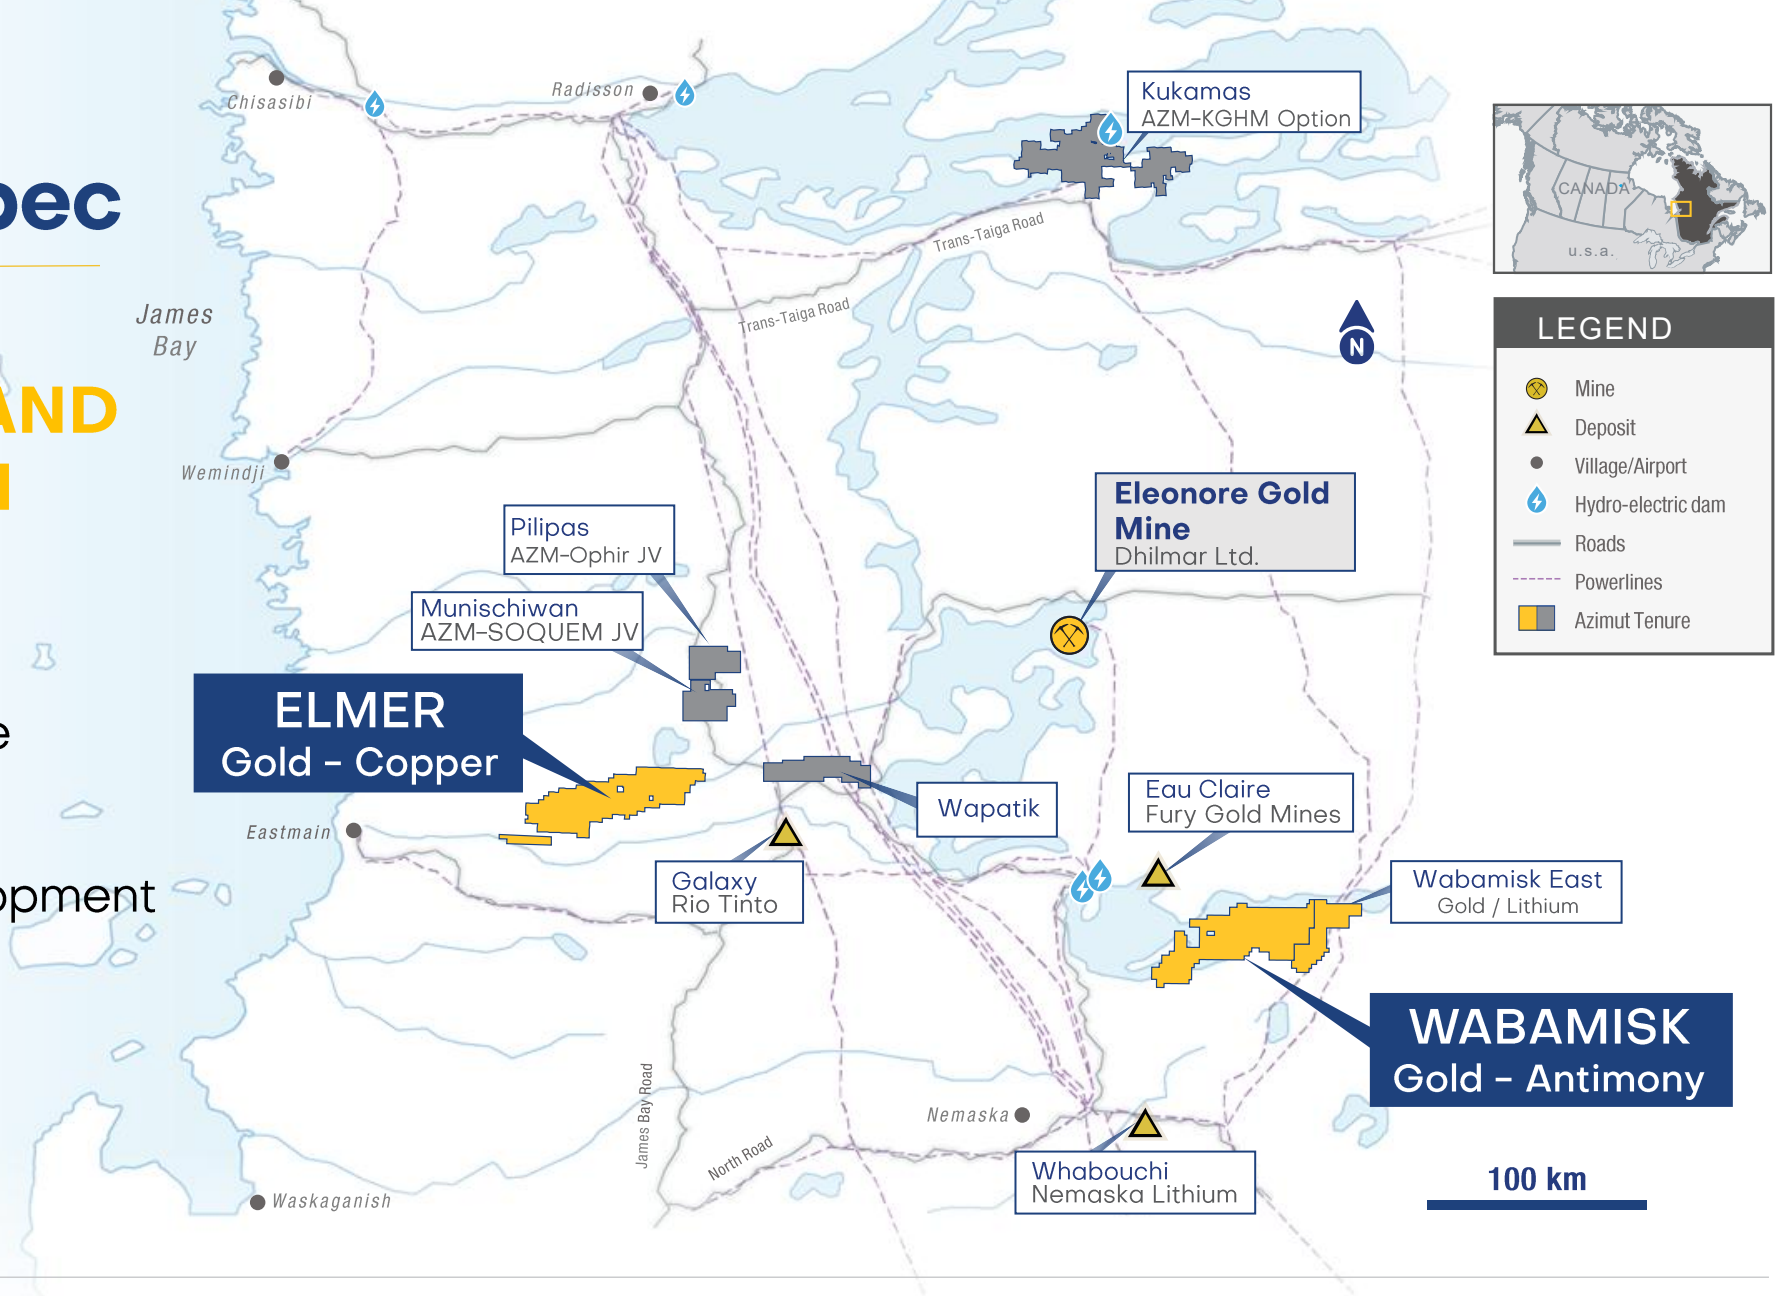 bec
AND
e
opment
James
Bay
Chisasibi
Radisson
Kukamas
AZM-KGHM Option
Trans-Taiga Road
Trans-Taiga Road
Wemindji
Pilipas
AZM-Ophir JV
Munischiwan
AZM-SOQUEM JV
Eleonore Gold
Mine
Dhilmar Ltd.
ELMER
Gold - Copper
Wapatik
Eau Claire
Fury Gold Mines
Eastmain
Galaxy
Rio Tinto
Wabamisk East
Gold / Lithium
WABAMISK
Gold - Antimony
Nemaska
James Bay Road
North Road
Whabouchi
Nemaska Lithium
Waskaganish
100 km
N
CANADA
u.s.a.
LEGEND
Mine
Deposit
Village/Airport
Hydro-electric dam
Roads
Powerlines
Azimut Tenure